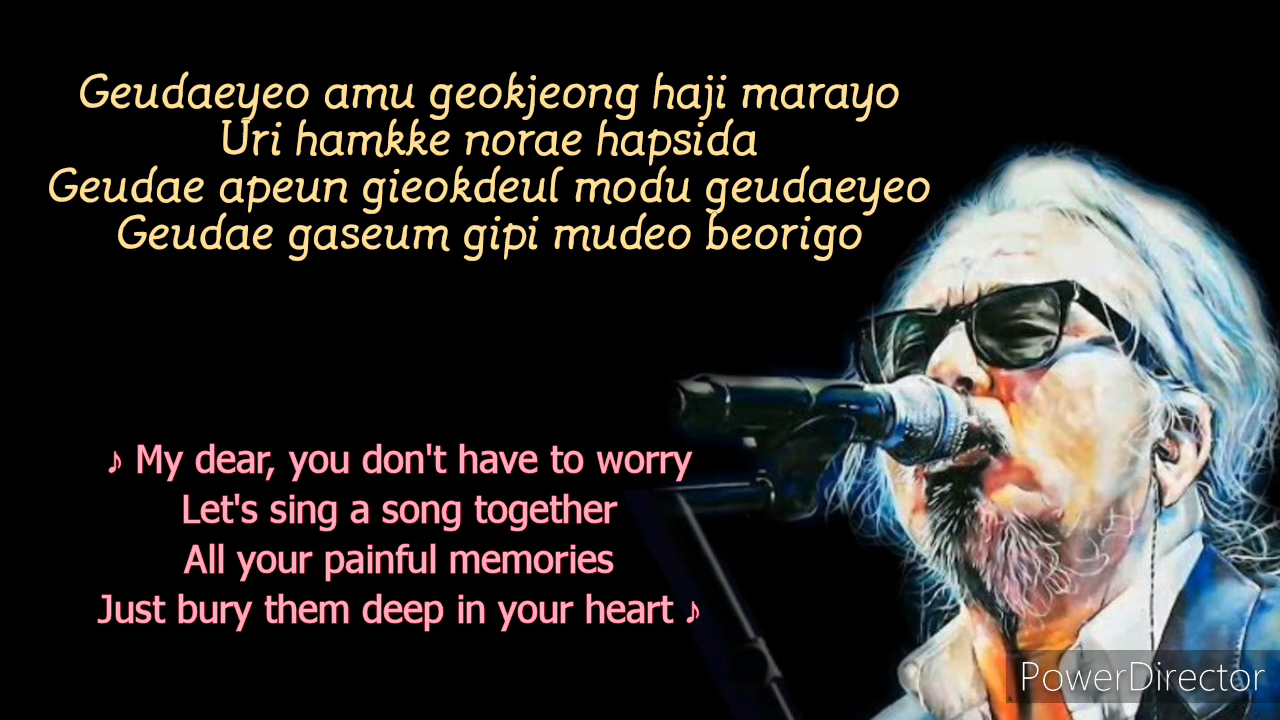 Geudaeyeo amu geokjeong haji marayo
Uri hamkke norae hapsida
Geudae apeun gieokdeul modu geudaeyeo
Geudae gaseum gipi mudeo beorigo
♪ My dear, you don't have to worry
Let's sing a song together
All your painful memories
Just bury them deep in your heart ♪
PowerDirector